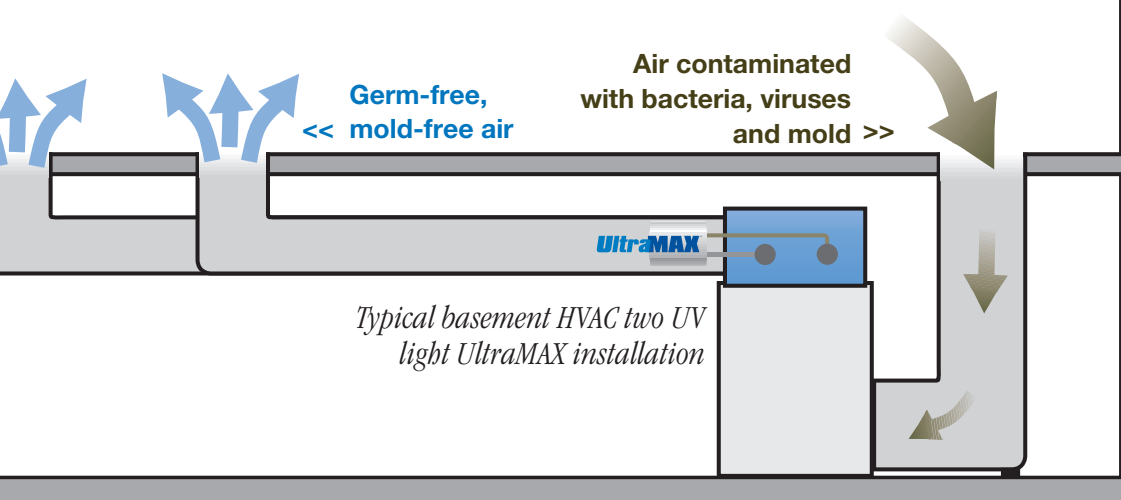 Air contaminated
with bacteria, viruses
and mold >>
Germ-free,
<< mold-free air
UltraMAX
Typical basement HVAC two UV
light UltraMAX installation